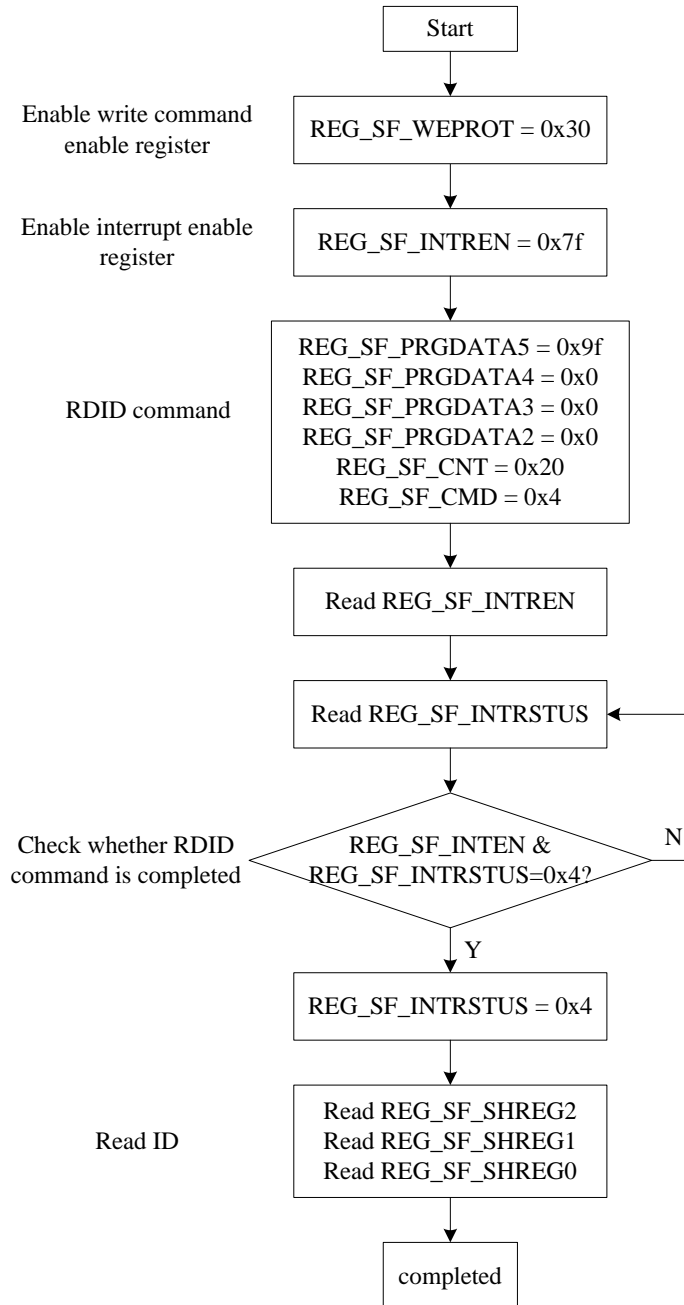 Start
Enable write command
enable register
REG_SF_WEPROT = 0x30
Enable interrupt enable
register
REG_SF_INTREN = 0x7f
RDID command
REG_SF_PRGDATA5 = 0x9f
REG_SF_PRGDATA4 = 0x0
REG_SF_PRGDATA3 = 0x0
REG_SF_PRGDATA2 = 0x0
REG_SF_CNT = 0x20
REG_SF_CMD = 0x4
Read REG_SF_INTREN
Read REG_SF_INTRSTUS
Check whether RDID
command is completed
REG_SF_INTEN &
REG_SF_INTRSTUS=0x4?
N
Y
REG_SF_INTRSTUS = 0x4
Read ID
Read REG_SF_SHREG2
Read REG_SF_SHREG1
Read REG_SF_SHREG0
completed